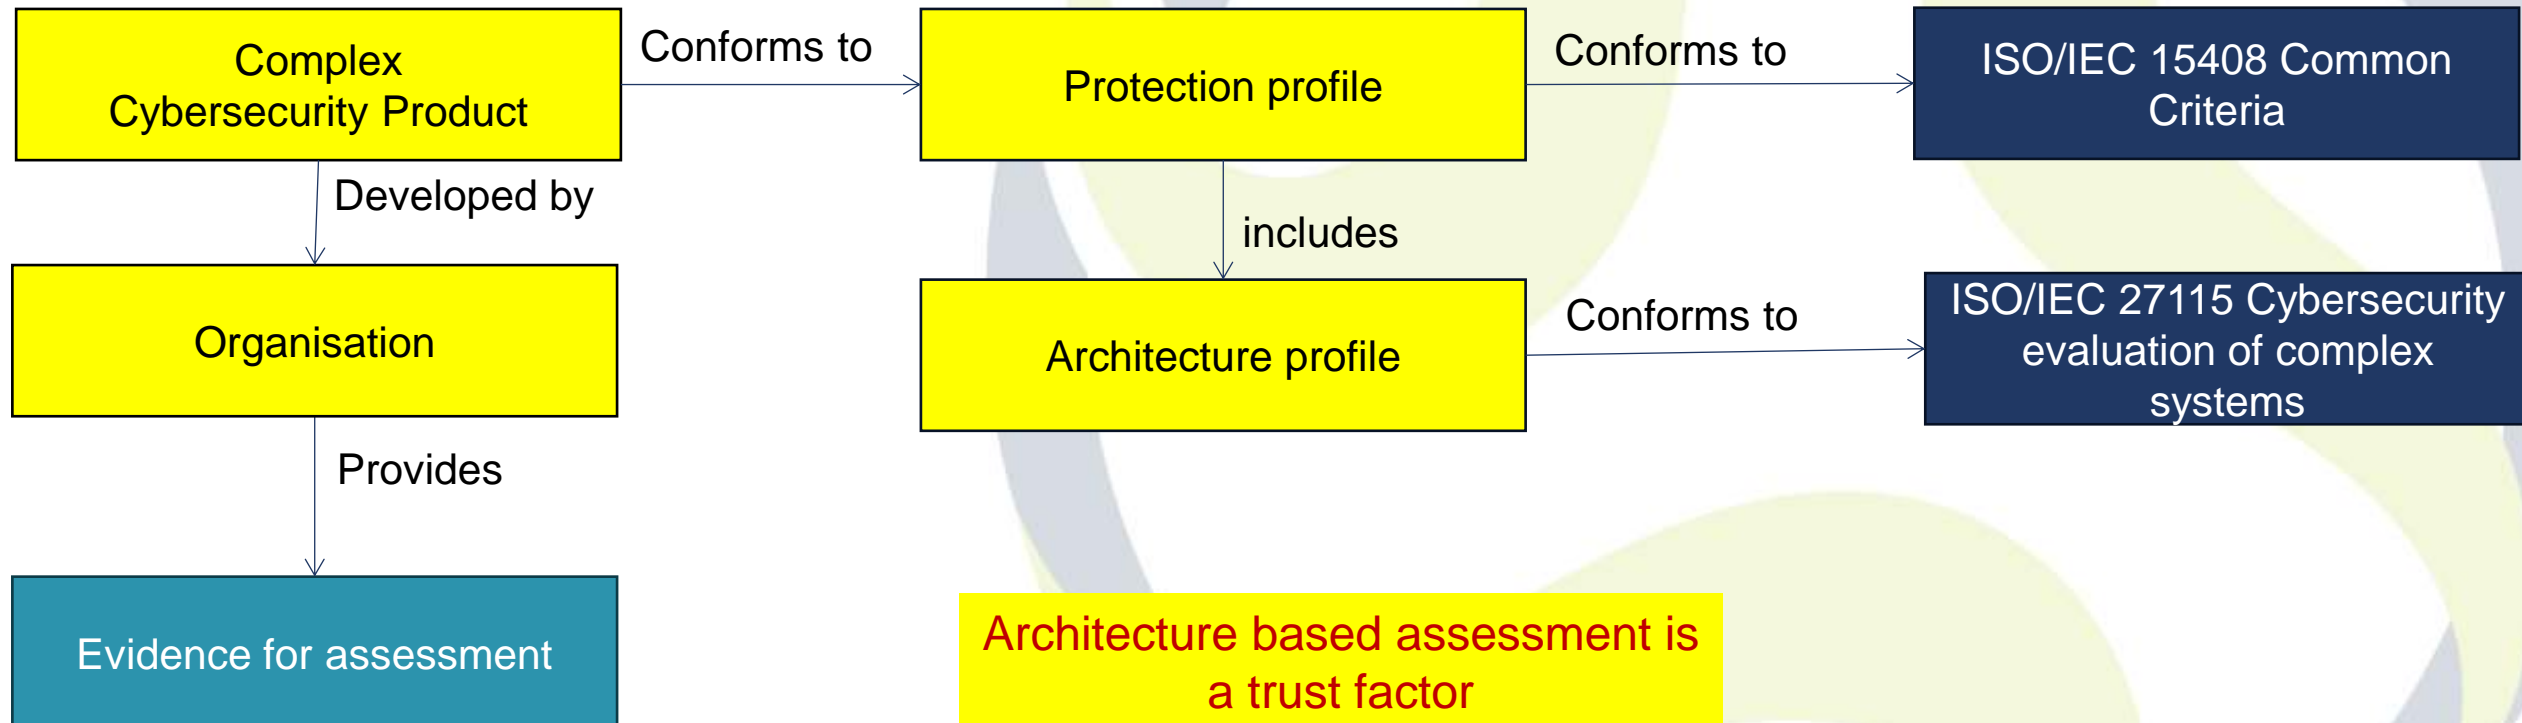 Complex
Cybersecurity Product
Conforms to
Protection profile
Conforms to
ISO/IEC 15408 Common
Criteria
Developed by
includes
Organisation
Architecture profile
Conforms to
ISO/IEC 27115 Cybersecurity
evaluation of complex
systems
Provides
Evidence for assessment
Architecture based assessment is
a trust factor